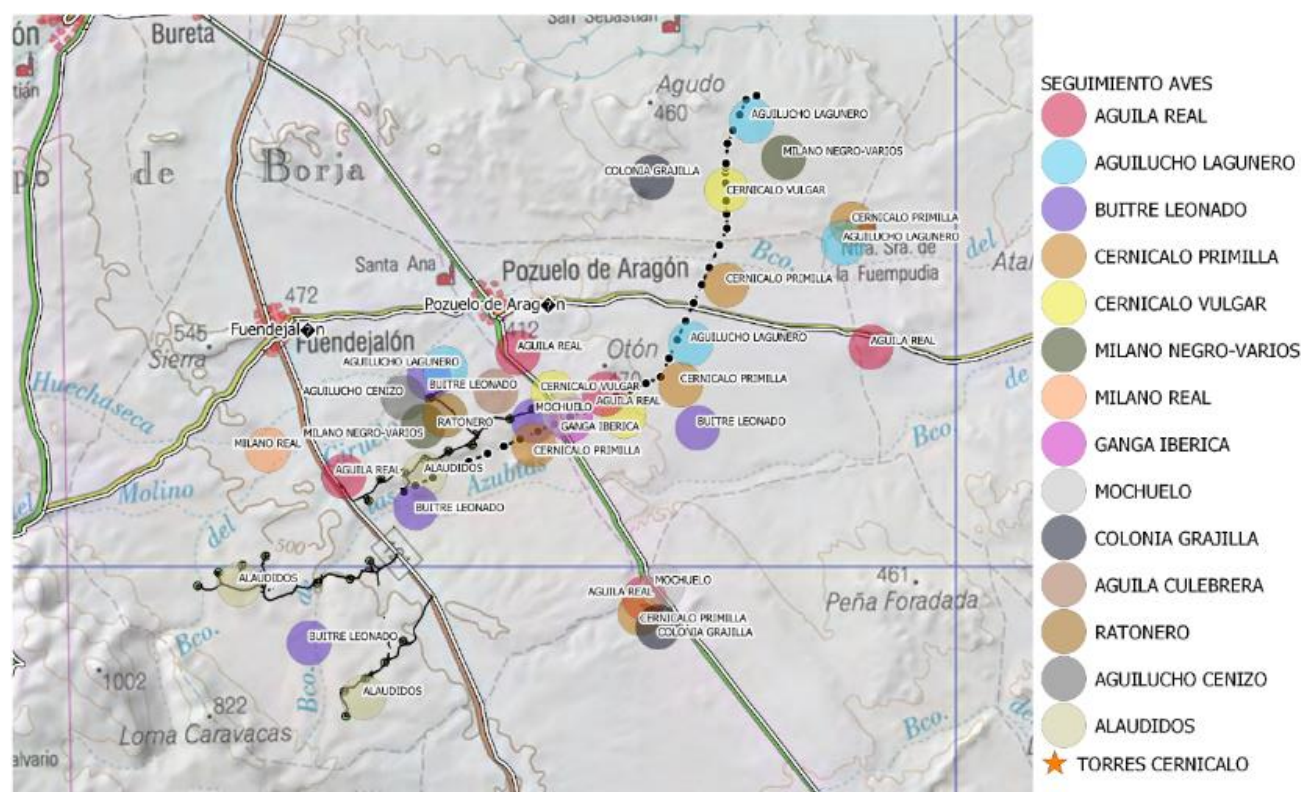 ón
Bureta
San Sebastián
tián
Agudo
460
AGUILUCHO LAGUNERO
MILANO NEGRO-VARIOS
COLONIA GRAJILLA
CERNICALO VULGAR
po de Borja
CERNICALO PRIMILLA
AGUILUCHO LAGUNERO
Ntra. Sra. de
la Fuempudia
Bco.
del
Atal
Santa Ana
Pozuelo de Aragón
CERNICALO PRIMILLA
472
Pozuelo de Arag�n
545
Fuendejal�n
Fuendejalón
412
Sierra
AGUILA REAL
Otón
470
AGUILUCHO LAGUNERO
AGUILA REAL
AGUILUCHO LAGUNERO
Huechaseca
BUITRE LEONADO
CERNICALO VULGAR
CERNICALO PRIMILLA
de
AGUILUCHO CENIZO
AGUILA REAL
MOCHUELO
RATONERO
GANGA IBERICA
BUITRE LEONADO
MILANO NEGRO-VARIOS
MILANO REAL
CERNICALO PRIMILLA
Bco.
AGUILA REAL
ALAUDIDOS
Azubias
Molino
del
BUITRE LEONADO
500
ALAUDIDOS
MOCHUELO
AGUILA REAL
461
Peña Foradada
CERNICALO PRIMILLA
COLONIA GRAJILLA
Bco.
BUITRE LEONADO
1002
ALAUDIDOS
Bco.
822
Loma Caravacas
alvario
Bco.
de
SEGUIMIENTO AVES
AGUILA REAL
AGUILUCHO LAGUNERO
BUITRE LEONADO
CERNICALO PRIMILLA
CERNICALO VULGAR
MILANO NEGRO-VARIOS
MILANO REAL
GANGA IBERICA
MOCHUELO
COLONIA GRAJILLA
AGUILA CULEBRERA
RATONERO
AGUILUCHO CENIZO
ALAUDIDOS
TORRES CERNICALO